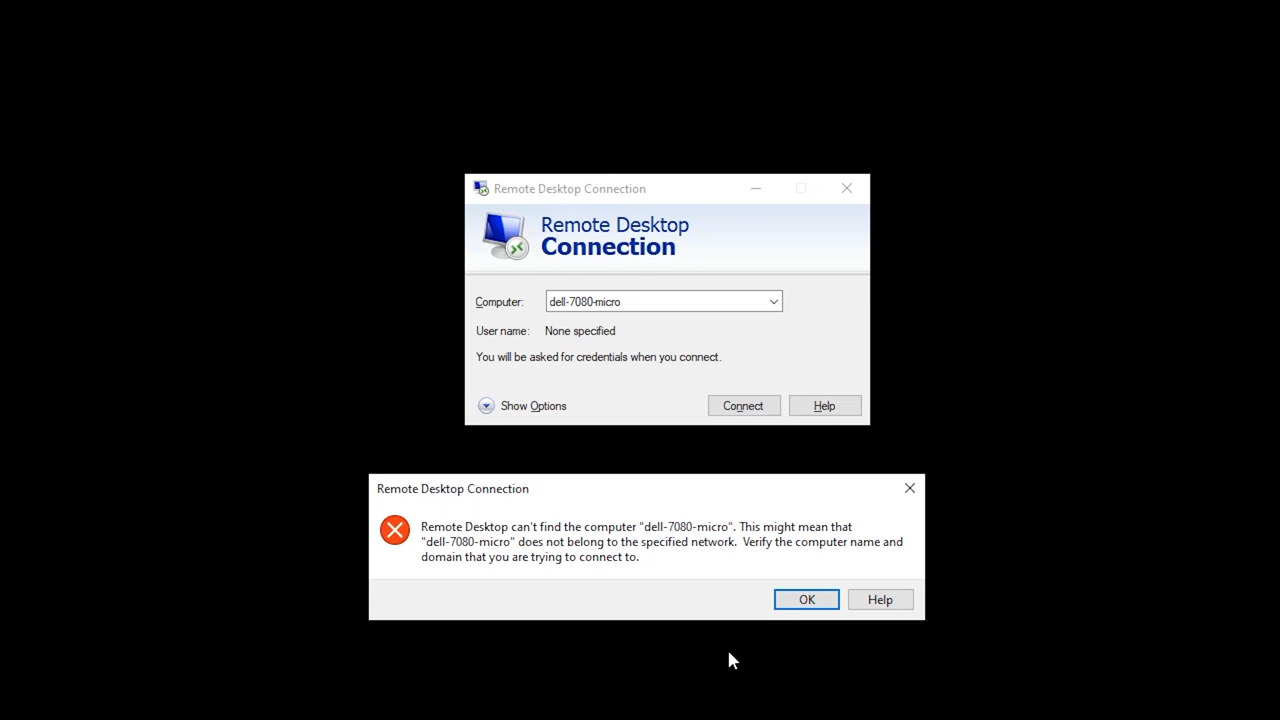 Remote Desktop Connection
Remote Desktop
Connection
Computer: dell-7080-micro
User name: None specified
You will be asked for credentials when you connect.
Show Options Connect Help
Remote Desktop Connection
Remote Desktop can't find the computer "dell-7080-micro". This might mean that
"dell-7080-micro" does not belong to the specified network.  Verify the computer name and
domain that you are trying to connect to.
OK Help